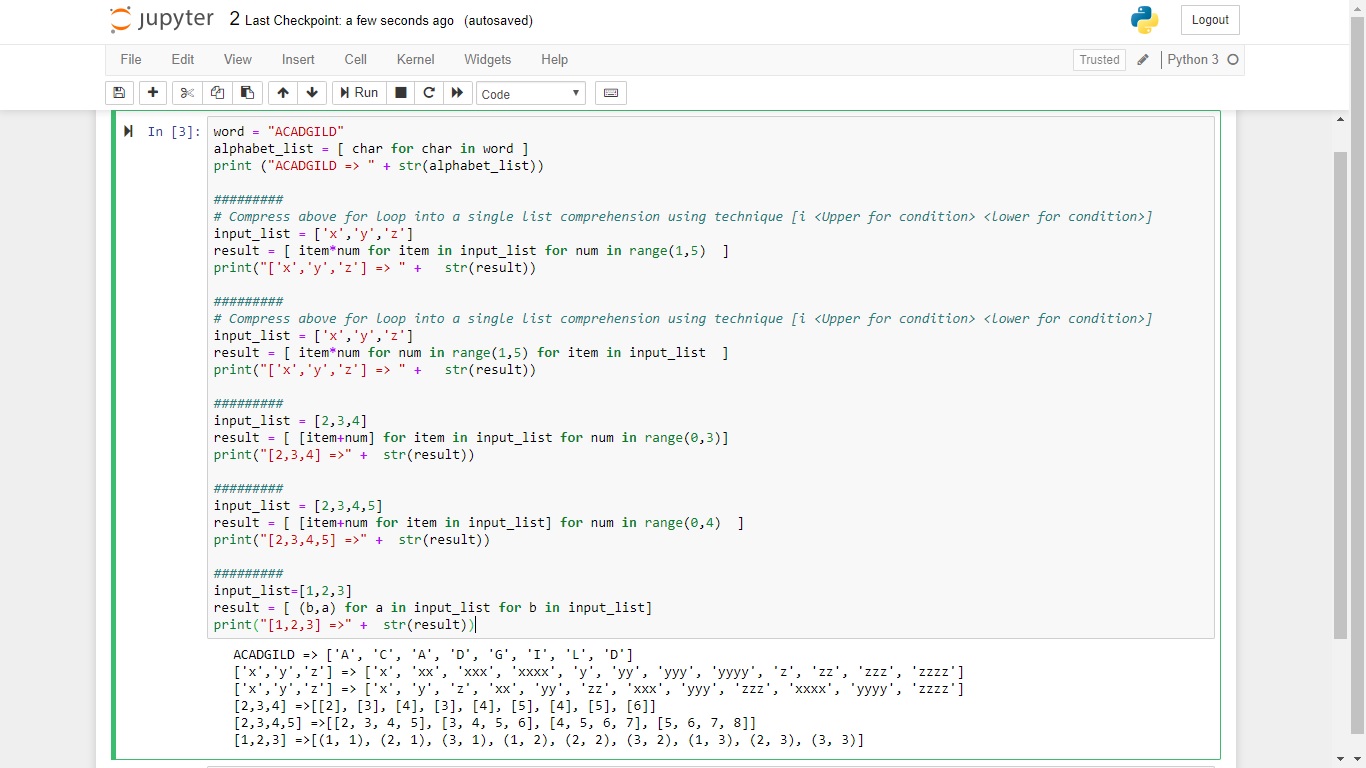 jupyter 2 Last Checkpoint: a few seconds ago (autosaved) Logout
File Edit View Insert Cell Kernel Widgets Help Trusted Python 3
Run Code
In [3]: word = "ACADGILD"
alphabet_list = [ char for char in word ]
print ("ACADGILD => " + str(alphabet_list))
#########
# Compress above for loop into a single list comprehension using technique [i <Upper for condition> <lower for condition>]
input_list = ['x','y','z']
result = [ item*num for item in input_list for num in range(1,5)  ]
print("['x','y','z'] => " +   str(result))
#########
# Compress above for loop into a single list comprehension using technique [i <Upper for condition> <lower for condition>]
input_list = ['x','y','z']
result = [ item*num for num in range(1,5) for item in input_list  ]
print("['x','y','z'] => " +   str(result))
#########
input_list = [2,3,4]
result = [ [item+num] for item in input_list for num in range(0,3)]
print("[2,3,4] =>" +  str(result))
#########
input_list = [2,3,4,5]
result = [ [item+num for item in input_list] for num in range(0,4)  ]
print("[2,3,4,5] =>" +  str(result))
#########
input_list=[1,2,3]
result = [ (b,a) for a in input_list for b in input_list]
print("[1,2,3] =>" +  str(result))
ACADGILD => ['A', 'C', 'A', 'D', 'G', 'I', 'L', 'D']
['x','y','z'] => ['x', 'xx', 'xxx', 'xxxx', 'y', 'yy', 'yyy', 'yyyy', 'z', 'zz', 'zzz', 'zzzz']
['x','y','z'] => ['x', 'y', 'z', 'xx', 'yy', 'zz', 'xxx', 'yyy', 'zzz', 'xxxx', 'yyyy', 'zzzz']
[2,3,4] =>[[2], [3], [4], [3], [4], [5], [4], [5], [6]]
[2,3,4,5] =>[[2, 3, 4, 5], [3, 4, 5, 6], [4, 5, 6, 7], [5, 6, 7, 8]]
[1,2,3] =>[(1, 1), (2, 1), (3, 1), (1, 2), (2, 2), (3, 2), (1, 3), (2, 3), (3, 3)]